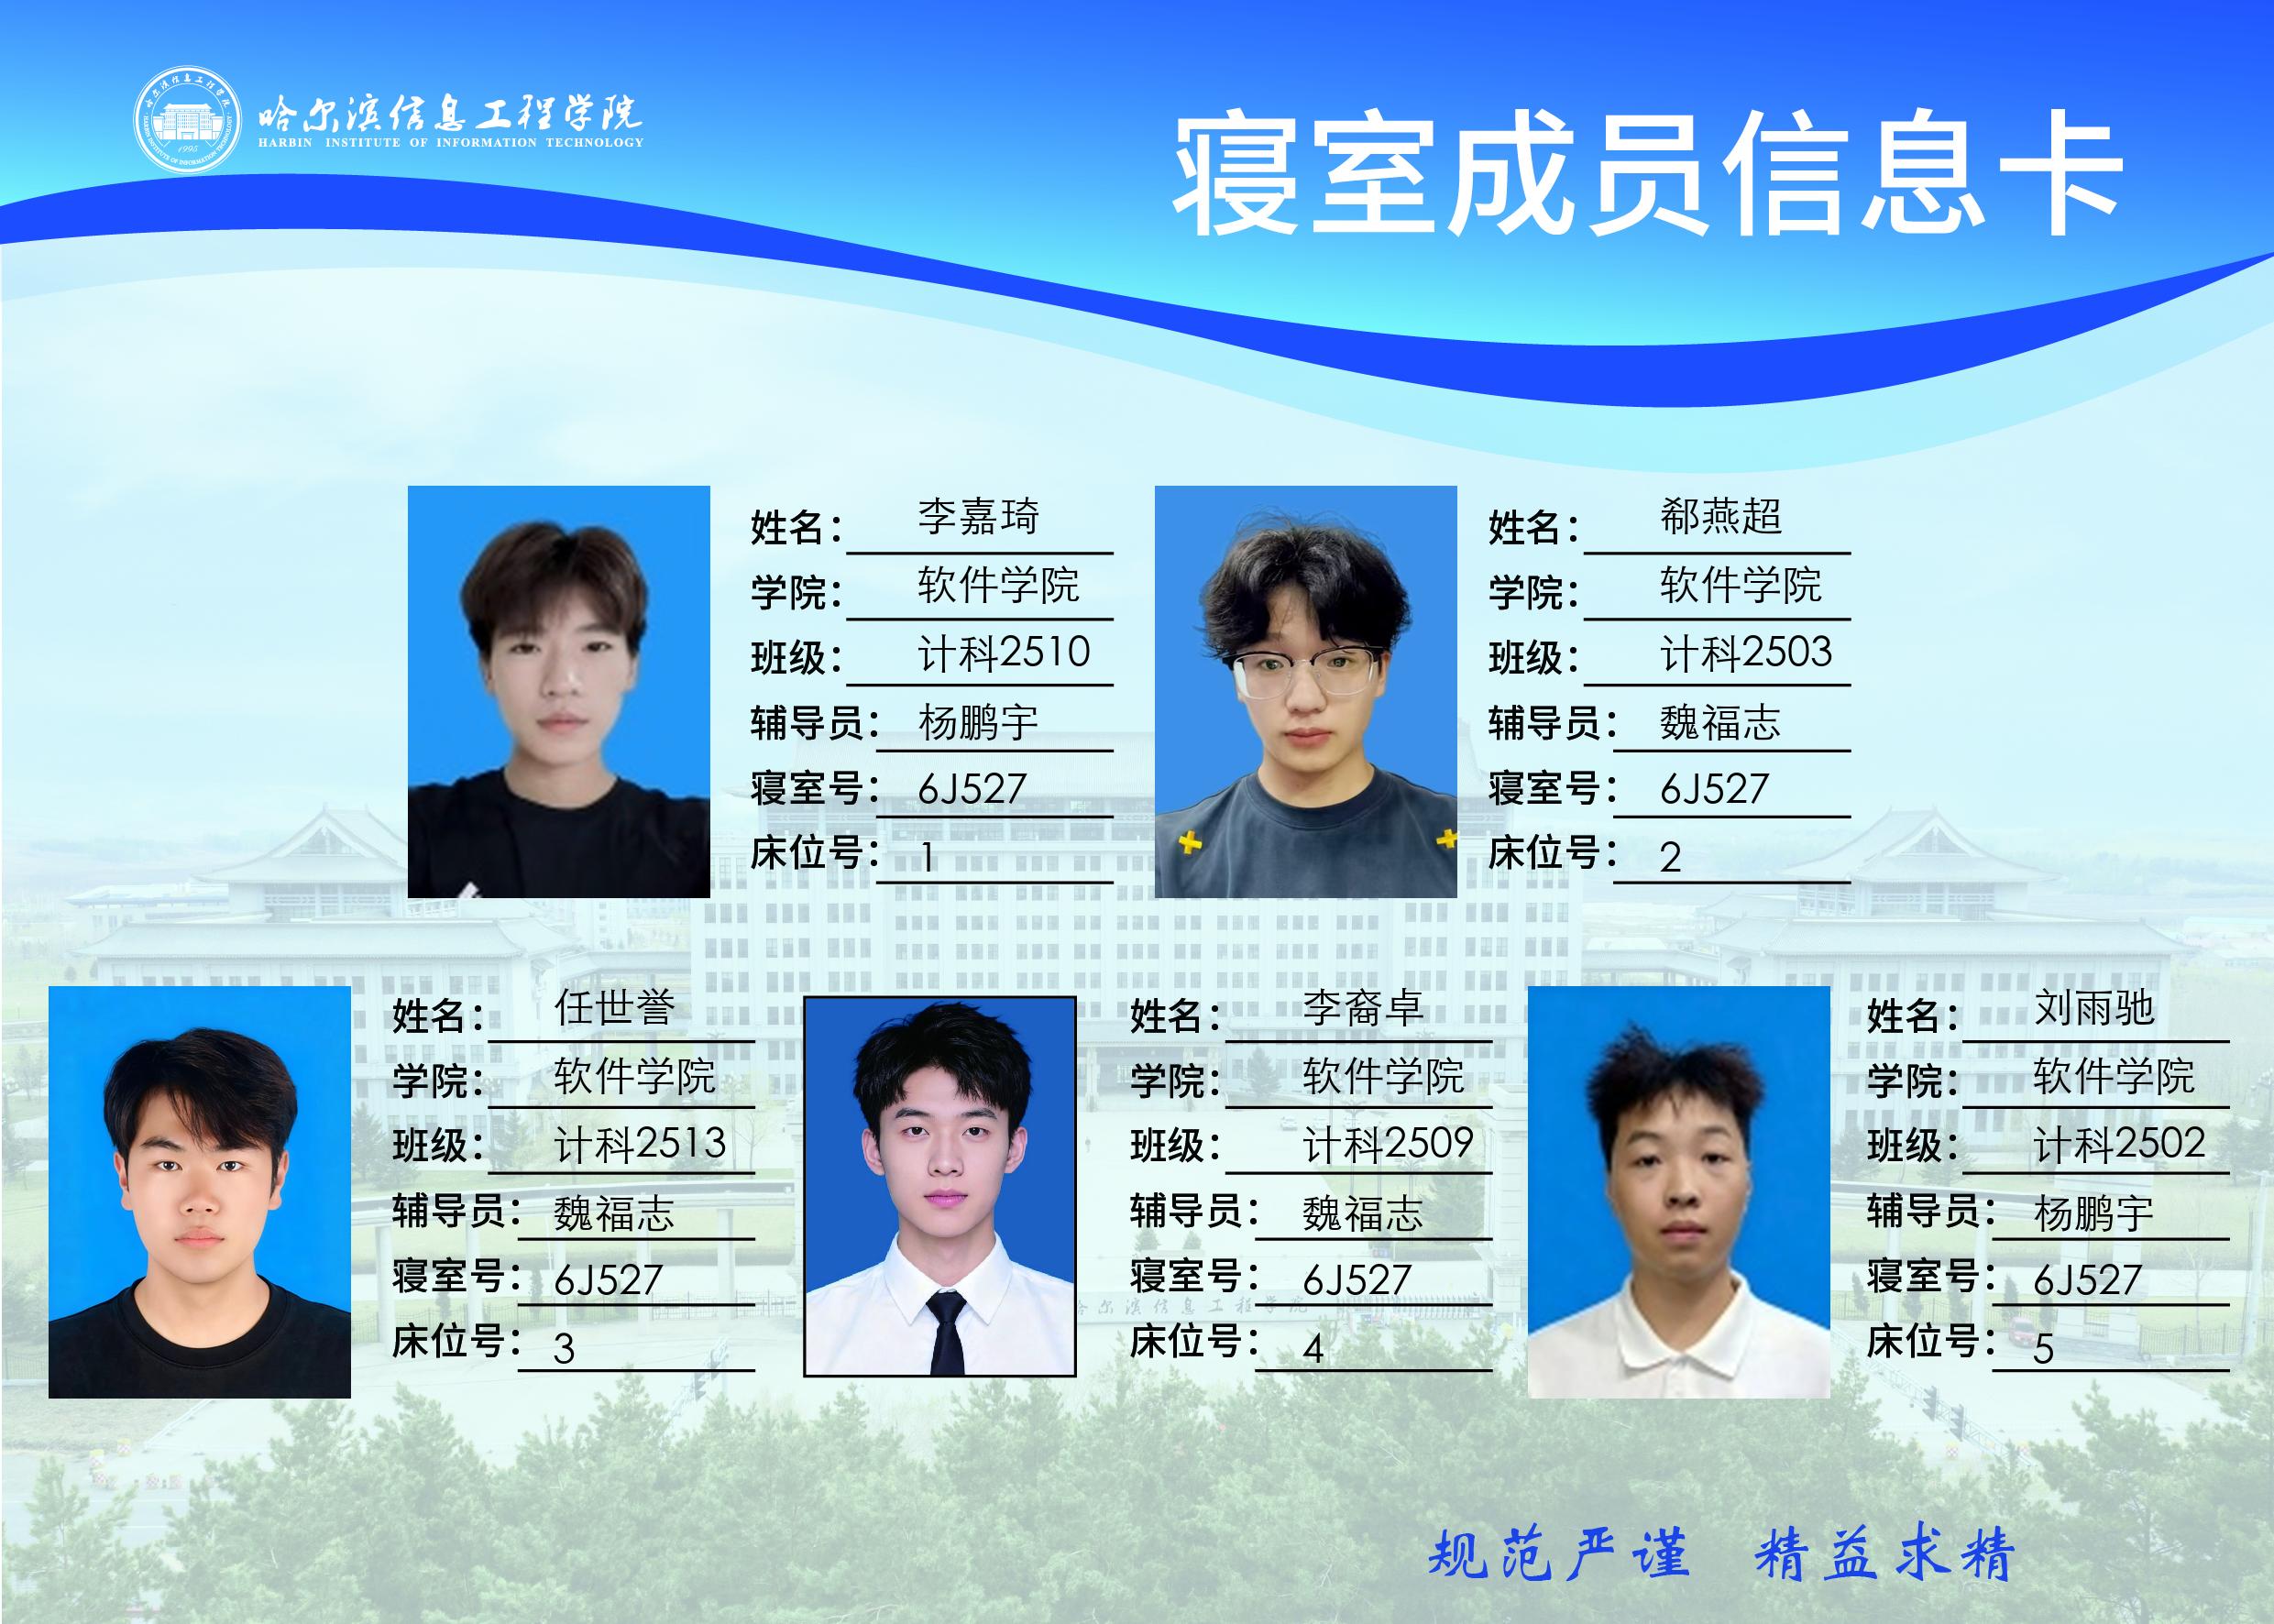 哈尔滨信息工程学院
HARBIN INSTITUTE OF INFORMATION TECHNOLOGY
1995
寝室成员信息卡
姓名：李嘉琦
学院：软件学院
班级：计科2510
辅导员：杨鹏宇
寝室号：6J527
床位号：1
姓名：郗燕超
学院：软件学院
班级：计科2503
辅导员：魏福志
寝室号：6J527
床位号：2
姓名：任世誉
学院：软件学院
班级：计科2513
辅导员：魏福志
寝室号：6J527
床位号：3
姓名：李裔卓
学院：软件学院
班级：计科2509
辅导员：魏福志
寝室号：6J527
床位号：4
姓名：刘雨驰
学院：软件学院
班级：计科2502
辅导员：杨鹏宇
寝室号：6J527
床位号：5
哈尔滨信息工程学院
规范严谨 精益求精